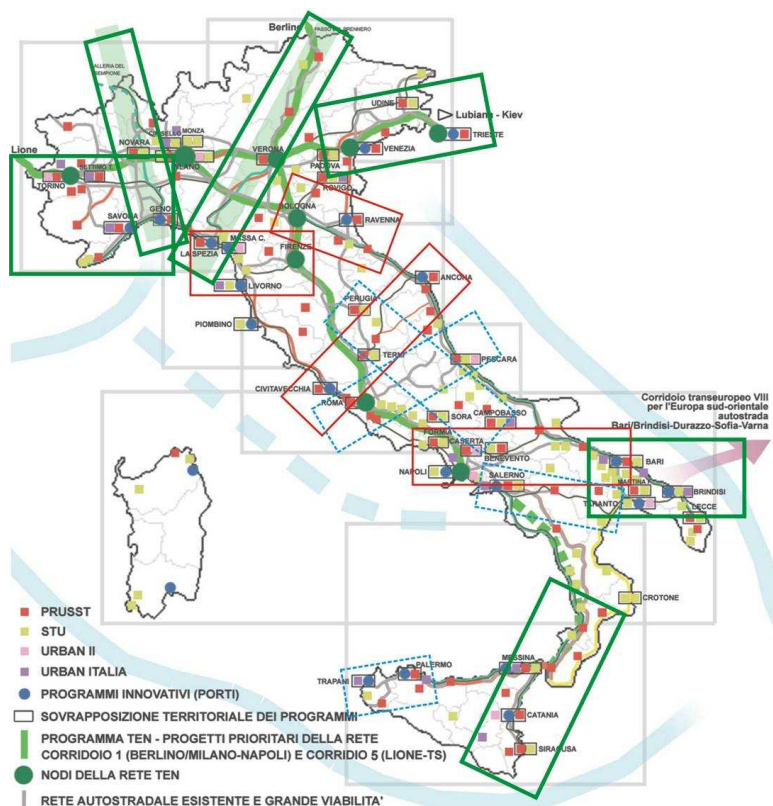 Berlino
PASSO DEL BRENNERO
GALLERIA DEL
SEMPIONE
UDINE
Lubiana - Kiev
TRIESTE
MONZA
NOVARA
VERONA
VENEZIA
PADOVA
ROVIGO
Lione
TORINO
SETTIMO T.
MILANO
BOLOGNA
RAVENNA
SAVONA
GENOVA
MASSA C.
LA SPEZIA
FIRENZE
LIVORNO
ANCONA
PERUGIA
PIOMBINO
TERNI
PESCARA
CIVITAVECCHIA
ROMA
Corridoio transeuropeo VIII
per l'Europa sud-orientale
autostrada
Bari/Brindisi-Durazzo-Sofia-Varna
SORA
CAMPOBASSO
FORMIA
CASERTA
BENEVENTO
NAPOLI
SALERNO
BARI
MARTINA
BRINDISI
TARANTO
LECCE
CROTONE
MESSINA
PALERMO
TRAPANI
CATANIA
SIRACUSA
PRUSST
STU
URBAN II
URBAN ITALIA
PROGRAMMI INNOVATIVI (PORTI)
SOVRAPPOSIZIONE TERRITORIALE DEI PROGRAMMI
PROGRAMMA TEN - PROGETTI PRIORITARI DELLA RETE
CORRIDOIO 1 (BERLINO/MILANO-NAPOLI) E CORRIDIO 5 (LIONE-TS)
NODI DELLA RETE TEN
RETE AUTOSTRADALE ESISTENTE E GRANDE VIABILITA'